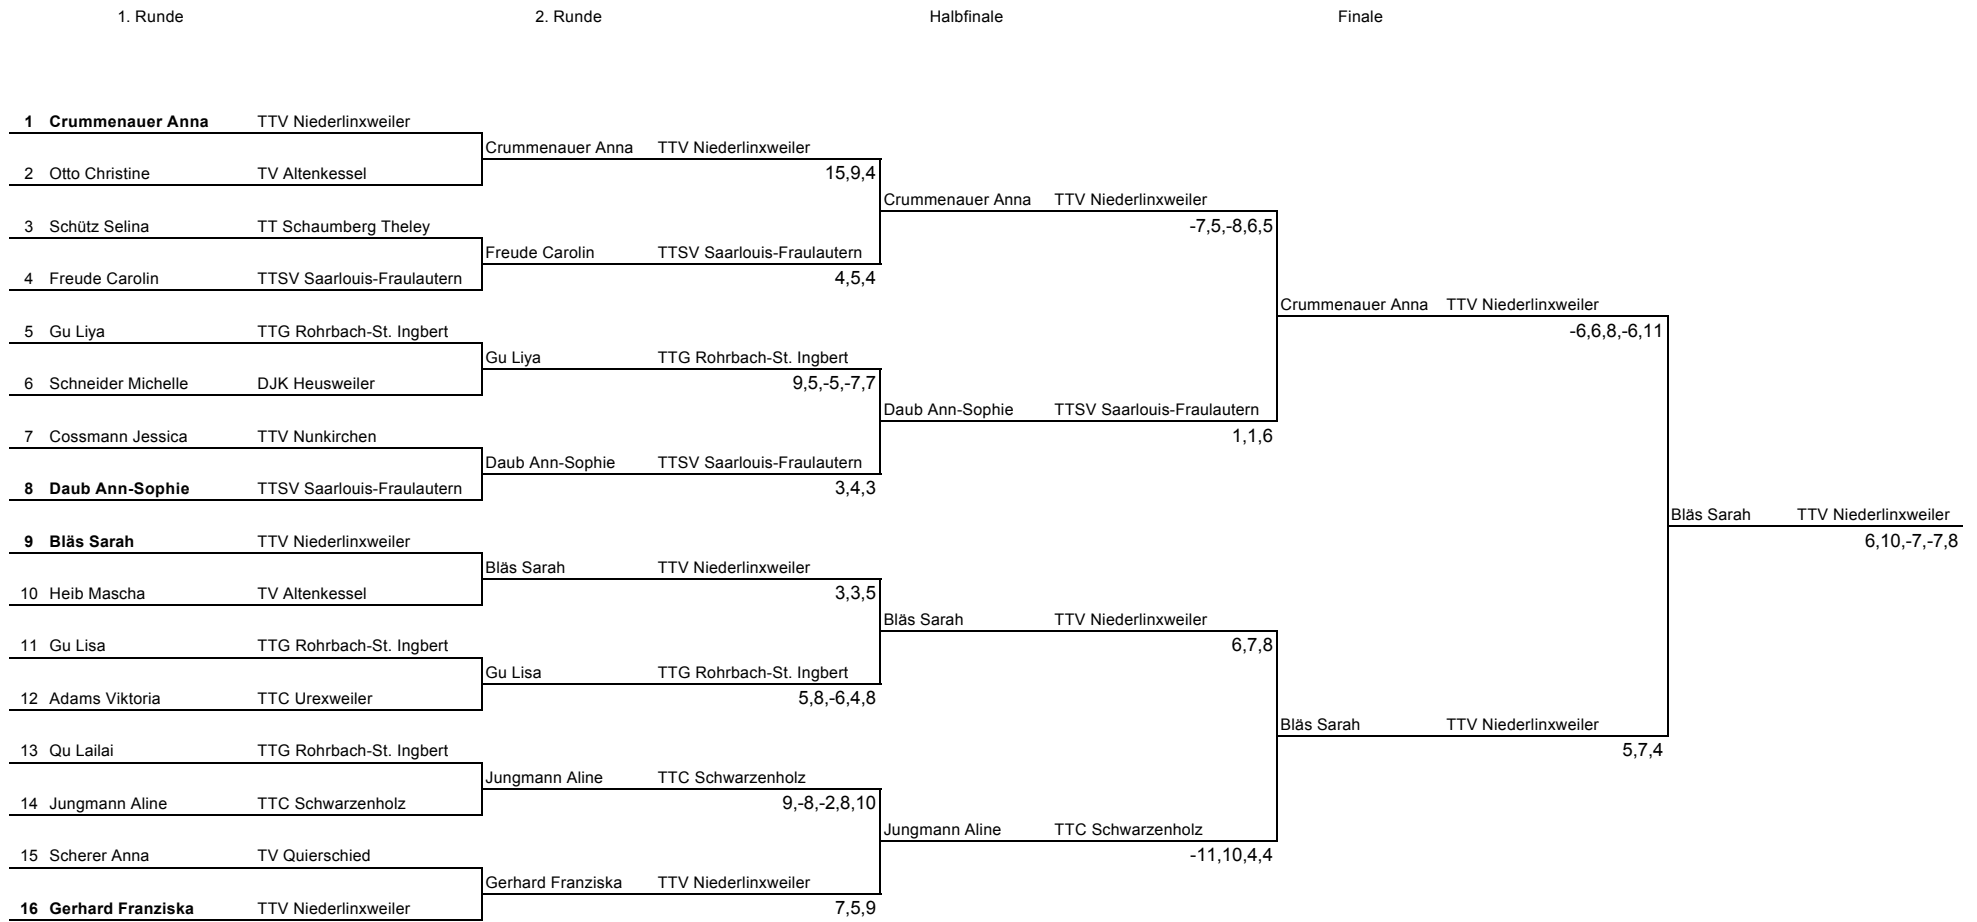 1. Runde 2. Runde Halbfinale Finale
1 Crummenauer Anna TTV Niederlinxweiler
Crummenauer Anna TTV Niederlinxweiler
2 Otto Christine TV Altenkessel 15,9,4
Crummenauer Anna TTV Niederlinxweiler
3 Schütz Selina TT Schaumberg Theley -7,5,-8,6,5
Freude Carolin TTSV Saarlouis-Fraulautern
4 Freude Carolin TTSV Saarlouis-Fraulautern 4,5,4
Crummenauer Anna TTV Niederlinxweiler
5 Gu Liya TTG Rohrbach-St. Ingbert -6,6,8,-6,11
Gu Liya TTG Rohrbach-St. Ingbert
6 Schneider Michelle DJK Heusweiler 9,5,-5,-7,7
Daub Ann-Sophie TTSV Saarlouis-Fraulautern
7 Cossmann Jessica TTV Nunkirchen 1,1,6
Daub Ann-Sophie TTSV Saarlouis-Fraulautern
8 Daub Ann-Sophie TTSV Saarlouis-Fraulautern 3,4,3
Bläs Sarah TTV Niederlinxweiler
9 Bläs Sarah TTV Niederlinxweiler 6,10,-7,-7,8
Bläs Sarah TTV Niederlinxweiler
10 Heib Mascha TV Altenkessel 3,3,5
Bläs Sarah TTV Niederlinxweiler
11 Gu Lisa TTG Rohrbach-St. Ingbert 6,7,8
Gu Lisa TTG Rohrbach-St. Ingbert
12 Adams Viktoria TTC Urexweiler 5,8,-6,4,8
Bläs Sarah TTV Niederlinxweiler
13 Qu Lailai TTG Rohrbach-St. Ingbert 5,7,4
Jungmann Aline TTC Schwarzenholz
14 Jungmann Aline TTC Schwarzenholz 9,-8,-2,8,10
Jungmann Aline TTC Schwarzenholz
15 Scherer Anna TV Quierschied -11,10,4,4
Gerhard Franziska TTV Niederlinxweiler
16 Gerhard Franziska TTV Niederlinxweiler 7,5,9